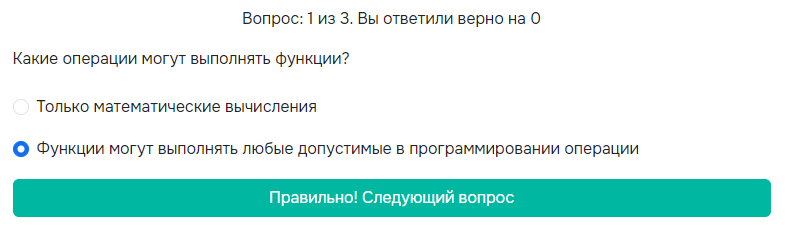 Вопрос: 1 из 3. Вы ответили верно на 0
Какие операции могут выполнять функции?
Только математические вычисления
Функции могут выполнять любые допустимые в программировании операции
Правильно! Следующий вопрос